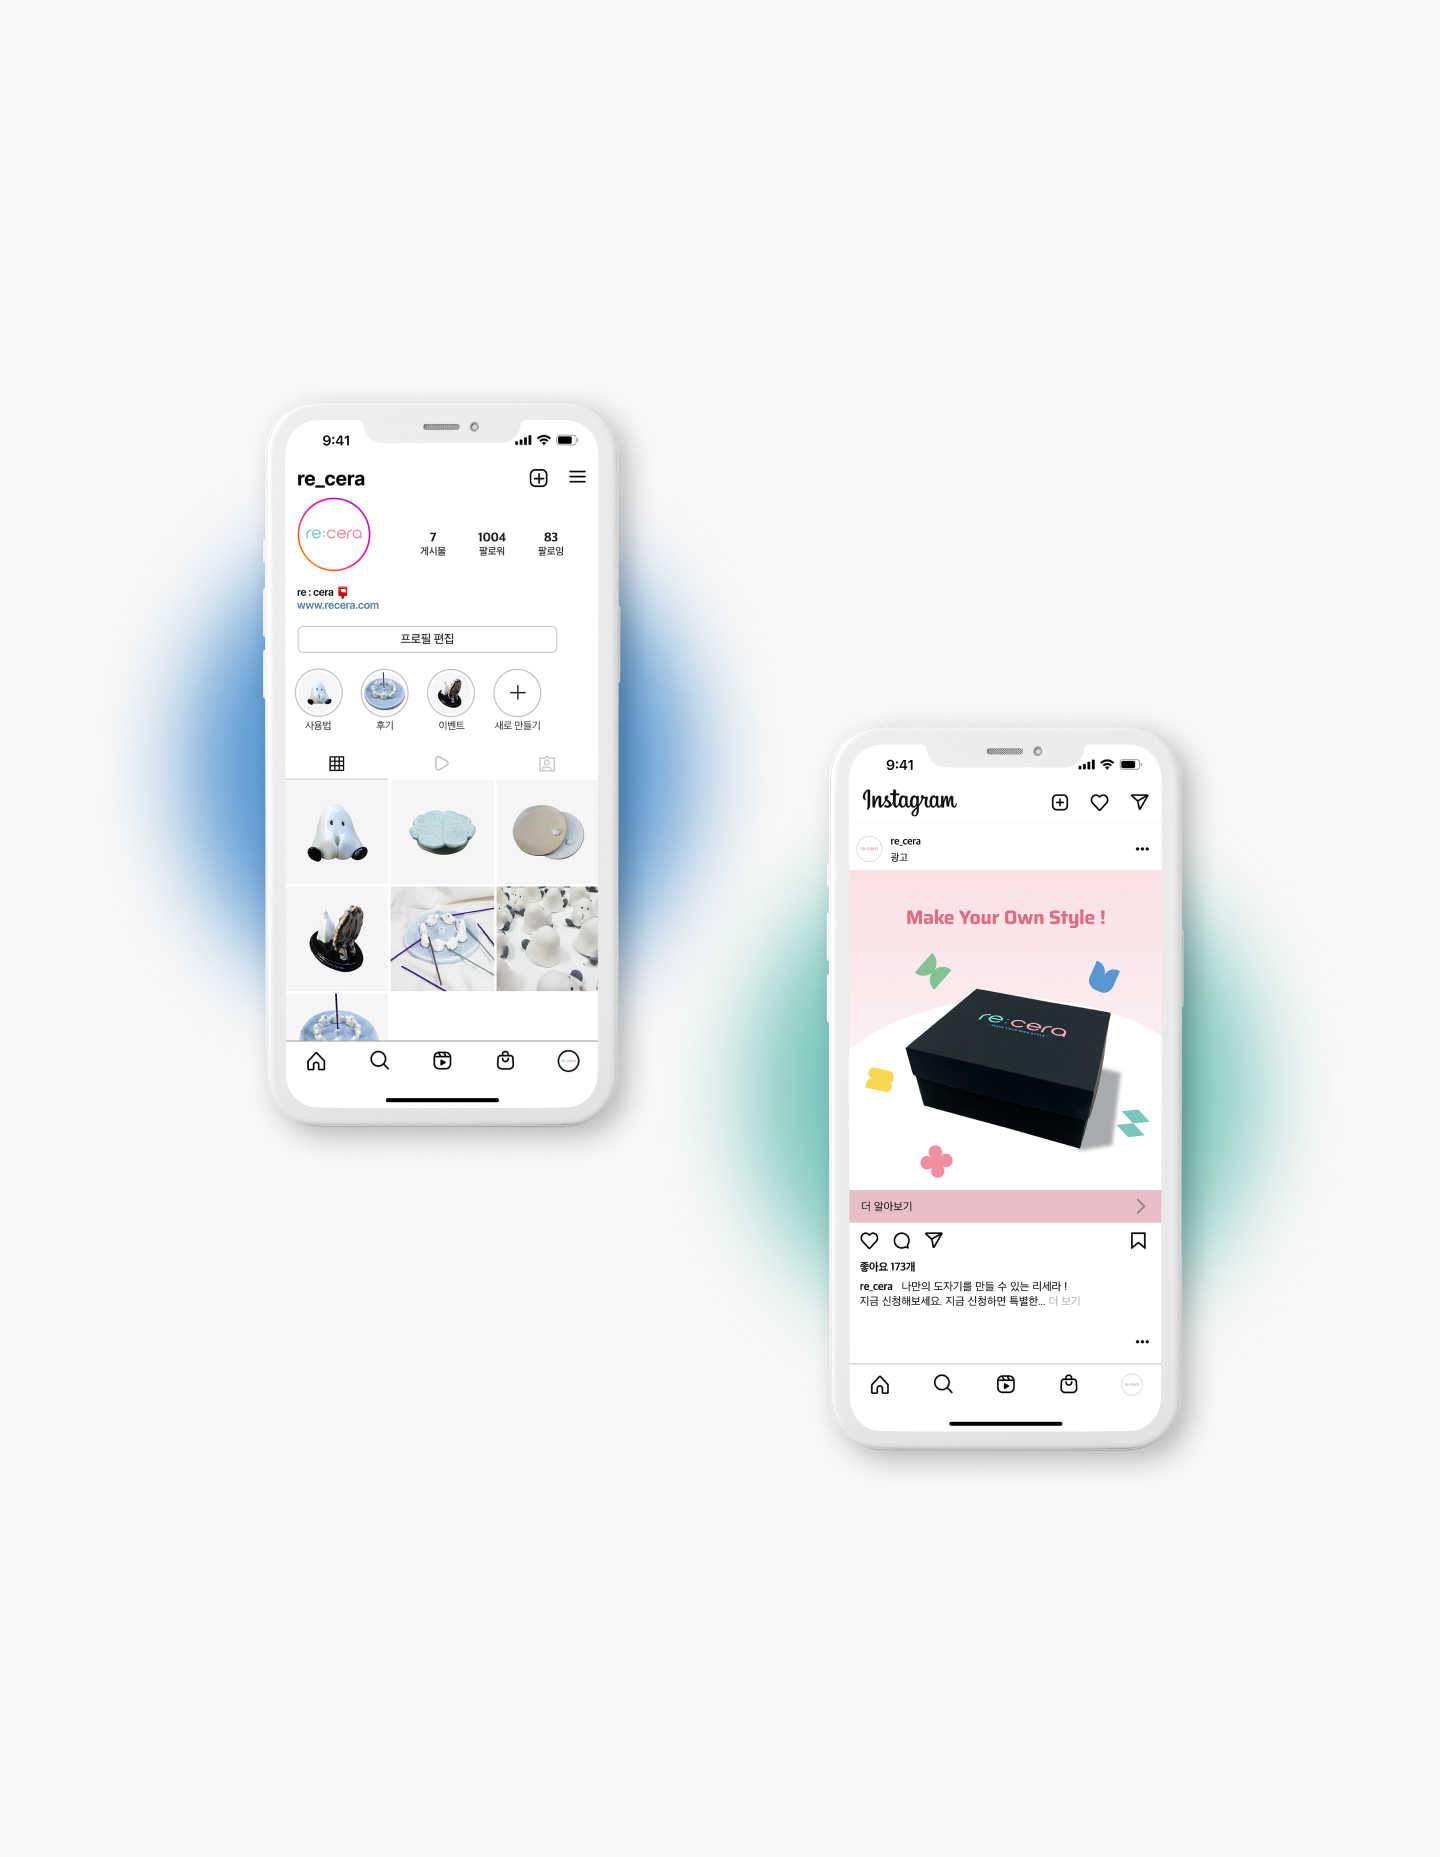 9:41
re_cera
re:cera
7
1004
83
게시물
팔로워
팔로잉
re : cera
www.recera.com
프로필 편집
사용법
후기
이벤트
새로 만들기
9:41
Instagram
re:cera
re_cera
광고
Make Your Own Style !
re:cera
더 알아보기
좋아요 173개
re_cera 나만의 도자기를 만들 수 있는 리세라 !
지금 신청해보세요. 지금 신청하면 특별한... 더 보기